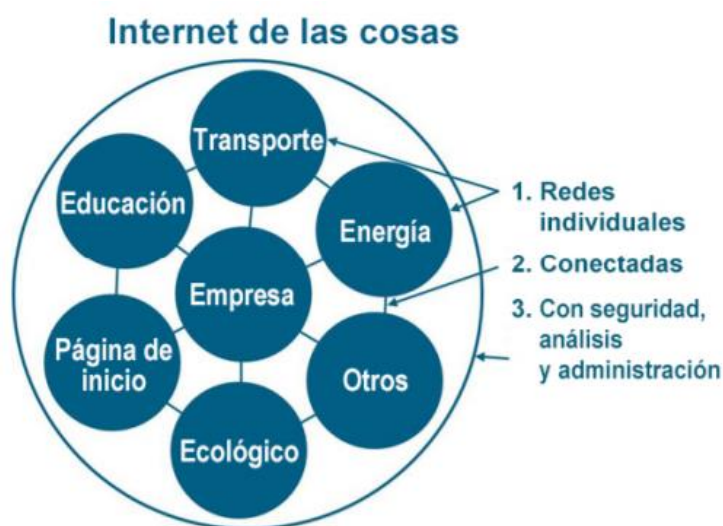 Internet de las cosas
Transporte
Educación
Energía
Empresa
Página de
inicio
Otros
Ecológico
1. Redes
individuales
2. Conectadas
3. Con seguridad,
análisis
y administración